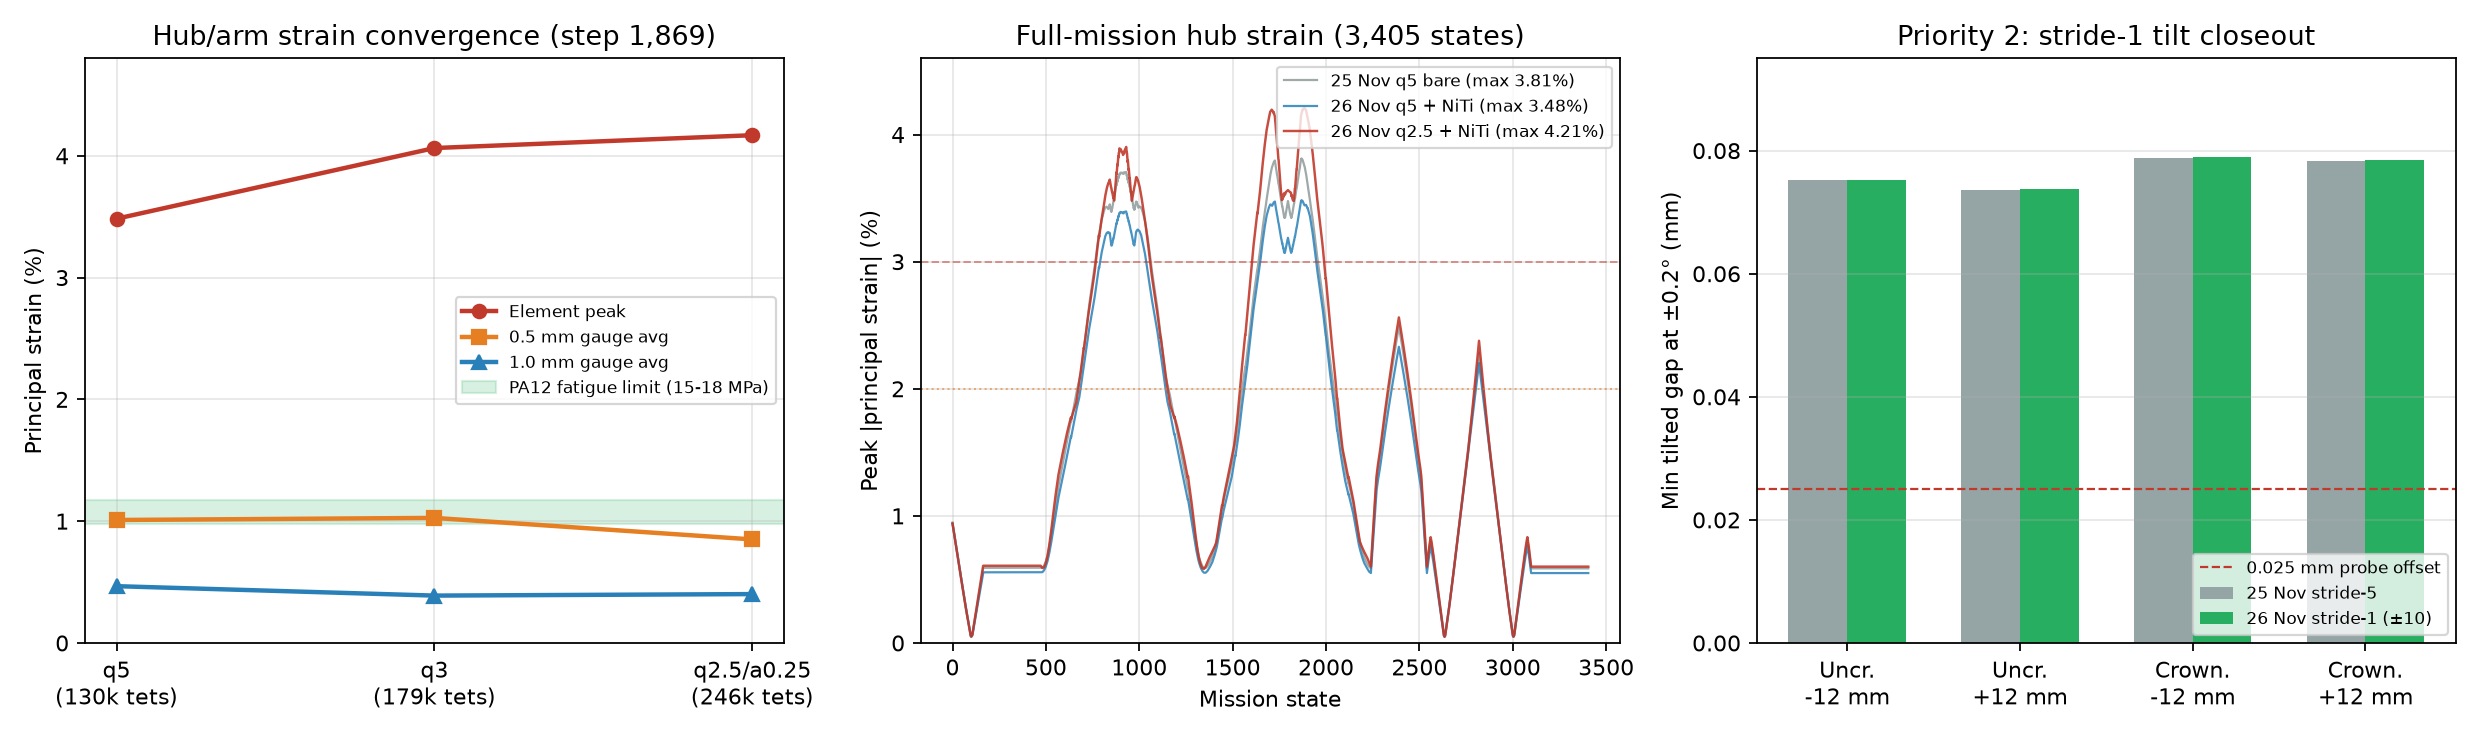 Hub/arm strain convergence (step 1,869)
Principal strain (%)
4
3
2
1
0
Element peak
0.5 mm gauge avg
1.0 mm gauge avg
PA12 fatigue limit (15-18 MPa)
q5
(130k tets)
q3
(179k tets)
q2.5/a0.25
(246k tets)
Full-mission hub strain (3,405 states)
Peak |principal strain| (%)
4
3
2
1
0
25 Nov q5 bare (max 3.81%)
26 Nov q5 + NiTi (max 3.48%)
26 Nov q2.5 + NiTi (max 4.21%)
0 500 1000 1500 2000 2500 3000 3500
Mission state
Priority 2: stride-1 tilt closeout
Min tilted gap at ±0.2° (mm)
0.08
0.06
0.04
0.02
0.00
0.025 mm probe offset
25 Nov stride-5
26 Nov stride-1 (±10)
Uncr.
-12 mm
Uncr.
+12 mm
Crown.
-12 mm
Crown.
+12 mm